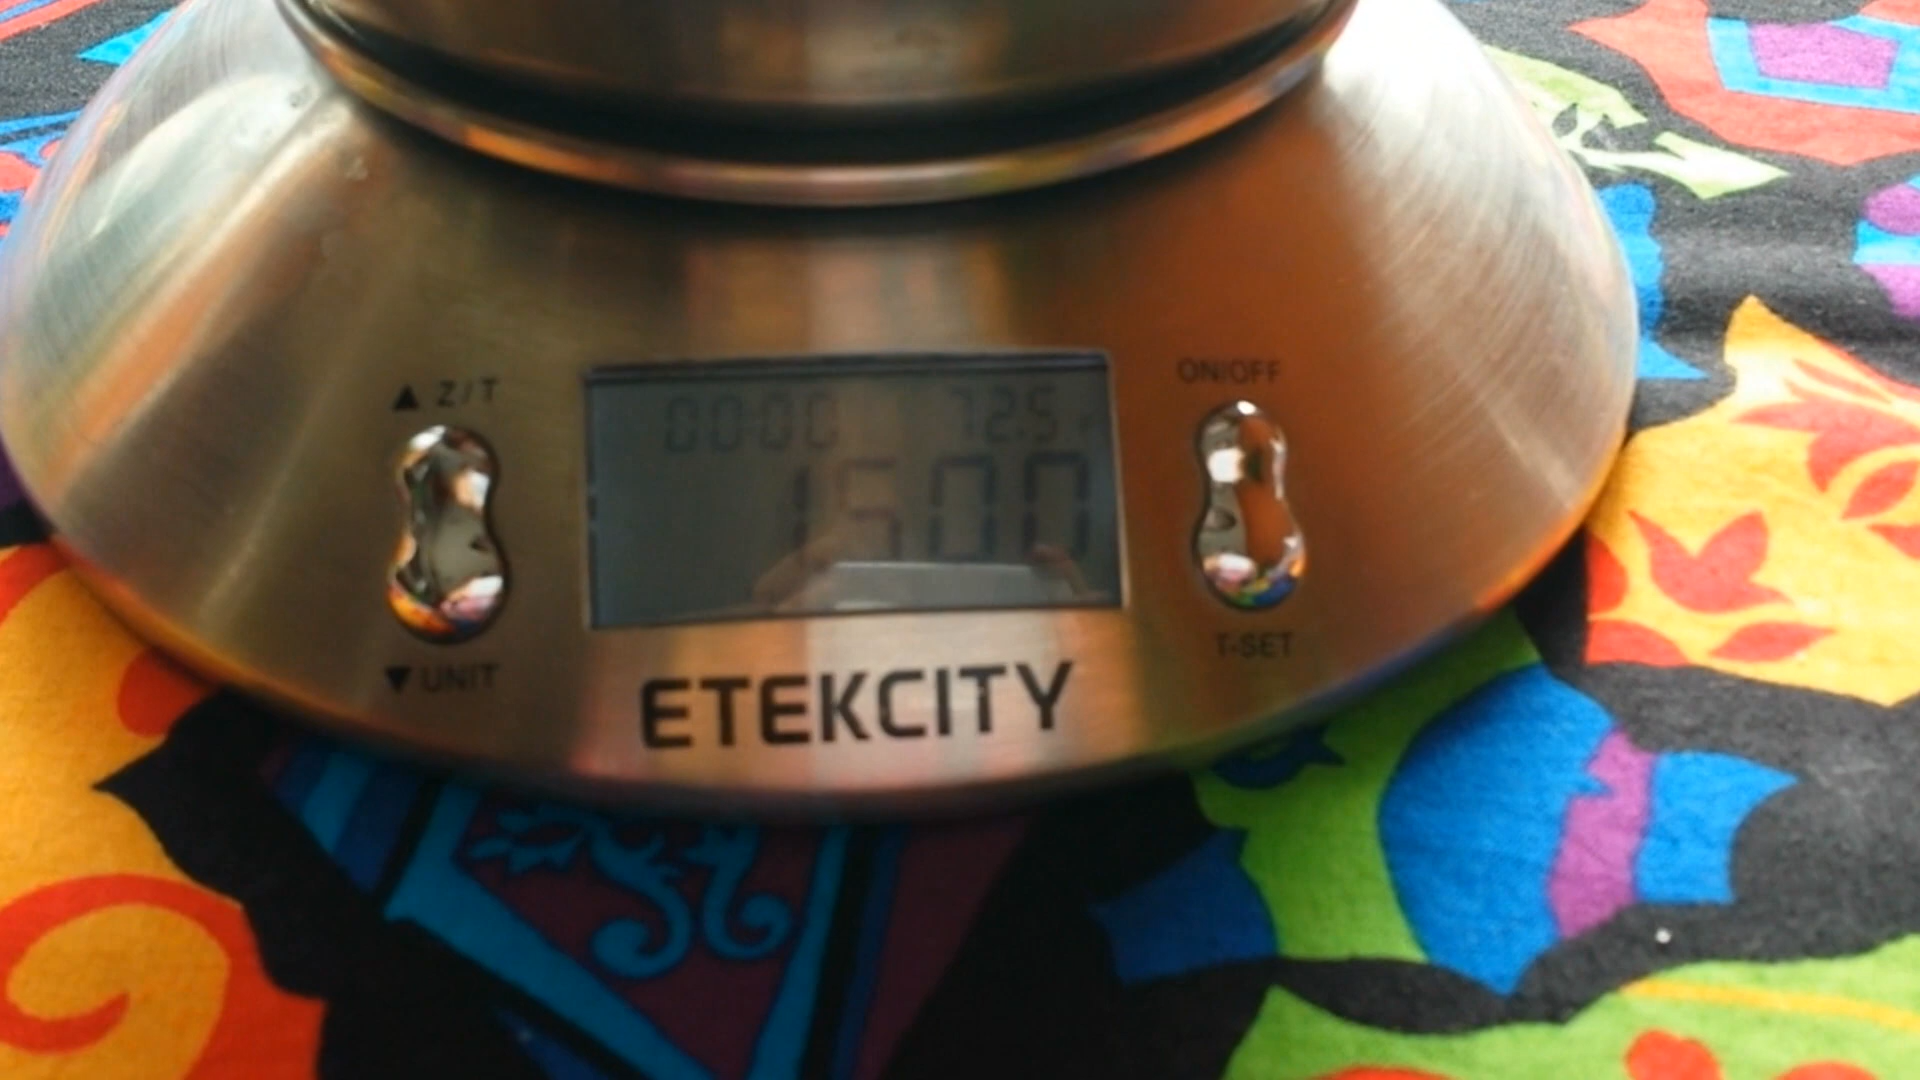 ▲ Z/T
ON/OFF
00:00 72.5
1500
▼ UNIT
T-SET
ETEKCITY